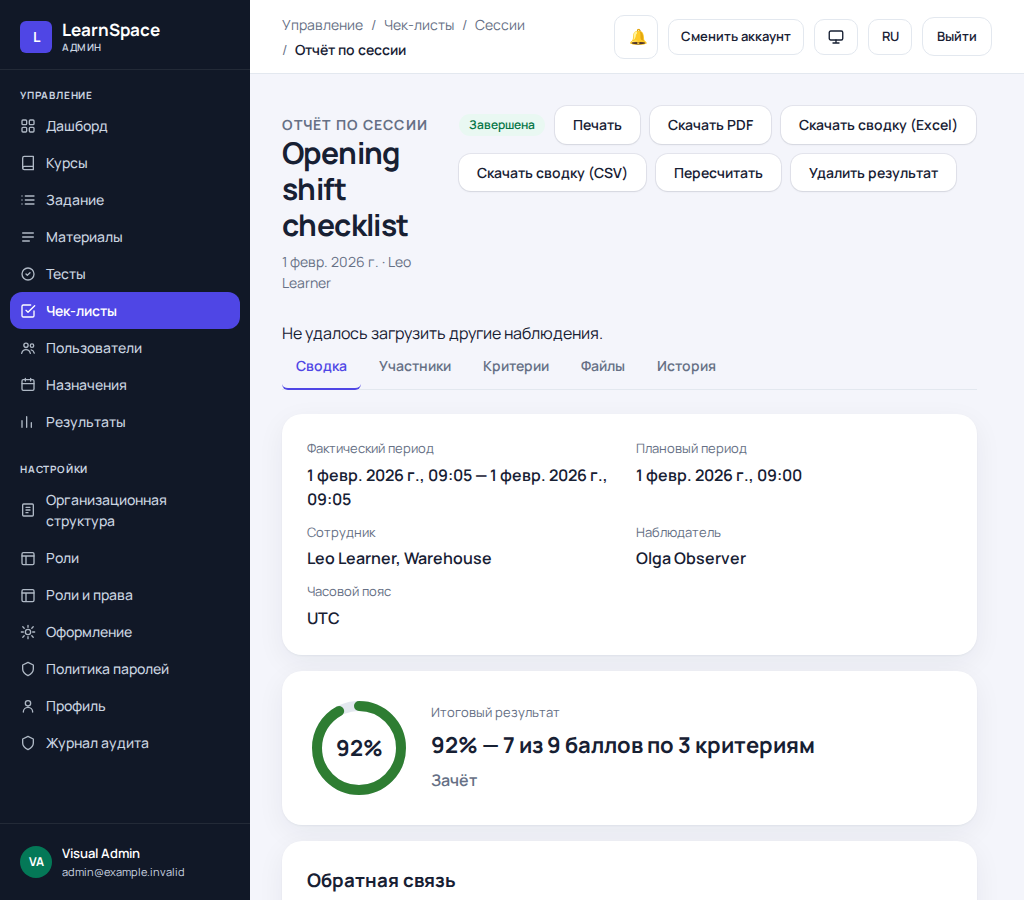 L
LearnSpace
АДМИН
УПРАВЛЕНИЕ
Дашборд
Курсы
Задание
Материалы
Тесты
Чек-листы
Пользователи
Назначения
Результаты
НАСТРОЙКИ
Организационная
структура
Роли
Роли и права
Оформление
Политика паролей
Профиль
Журнал аудита
VA
Visual Admin
admin@example.invalid
Управление / Чек-листы / Сессии
/ Отчёт по сессии
Сменить аккаунт
RU
Выйти
ОТЧЁТ ПО СЕССИИ
Opening
shift
checklist
1 февр. 2026 г. · Leo
Learner
Завершена
Печать
Скачать PDF
Скачать сводку (Excel)
Скачать сводку (CSV)
Пересчитать
Удалить результат
Не удалось загрузить другие наблюдения.
Сводка
Участники
Критерии
Файлы
История
Фактический период
1 февр. 2026 г., 09:05 — 1 февр. 2026 г.,
09:05
Плановый период
1 февр. 2026 г., 09:00
Сотрудник
Leo Learner, Warehouse
Наблюдатель
Olga Observer
Часовой пояс
UTC
92%
Итоговый результат
92% — 7 из 9 баллов по 3 критериям
Зачёт
Обратная связь